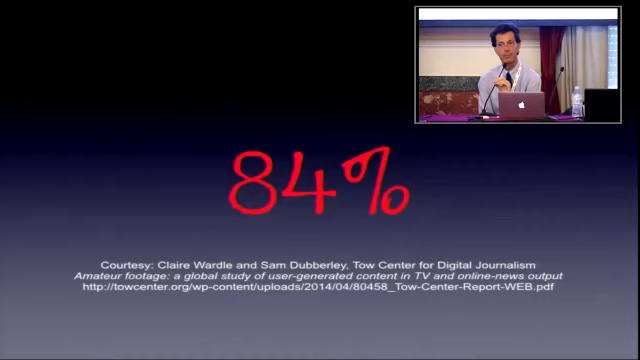 84%
Courtesy: Claire Wardle and Sam Dubberley, Tow Center for Digital Journalism
Amateur footage: a global study of user-generated content in TV and online-news output
http://towcenter.org/wp-content/uploads/2014/04/80458_Tow-Center-Report-WEB.pdf